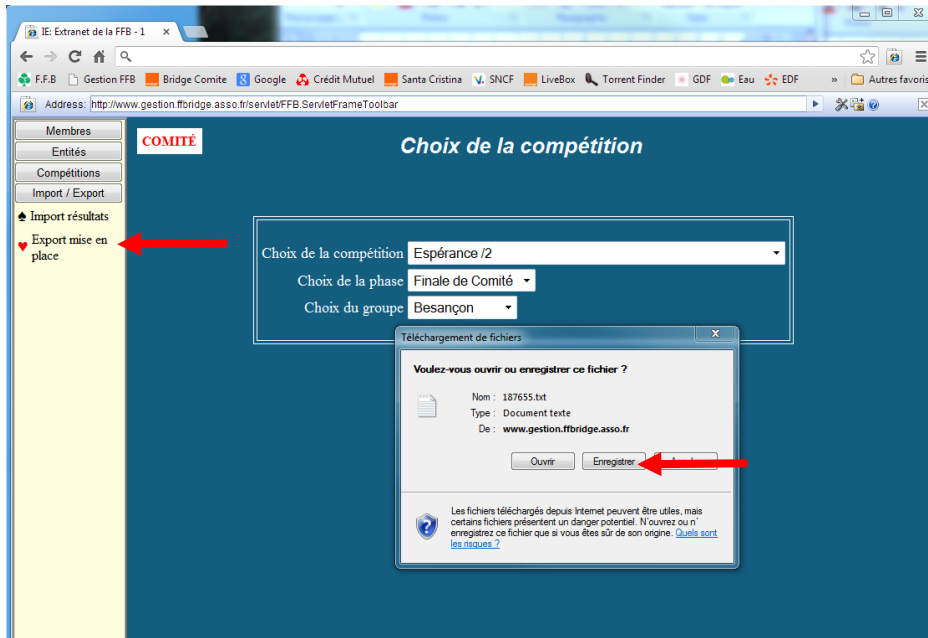 IE: Extranet de la FFB - 1
F.F.B Gestion FFB Bridge Comite Google Crédit Mutuel Santa Cristina SNCF LiveBox Torrent Finder GDF Eau EDF » Autres favoris
Address: http://www.gestion.ffbridge.asso.fr/servlet/FFB.ServletFrameToolbar
Membres
Entités
Compétitions
Import / Export
Import résultats
Export mise en
place
COMITÉ
Choix de la compétition
Choix de la compétition Espérance /2
Choix de la phase Finale de Comité
Choix du groupe Besançon
Téléchargement de fichiers
Voulez-vous ouvrir ou enregistrer ce fichier ?
Nom : 187655.txt
Type : Document texte
De : www.gestion.ffbridge.asso.fr
Ouvrir Enregistrer
Les fichiers téléchargés depuis Internet peuvent être utiles, mais
certains fichiers présentent un danger potentiel. N'ouvrez ou n'
enregistrez ce fichier que si vous êtes sûr de son origine. Quels sont
les risques ?